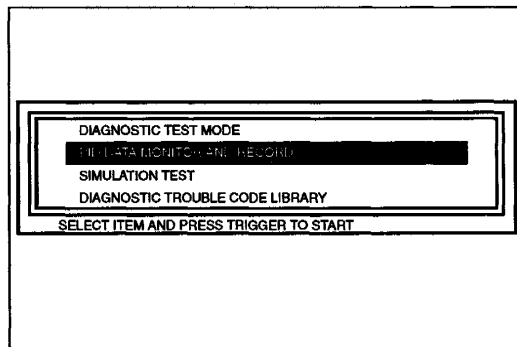 DIAGNOSTIC TEST MODE
PID/DATA MONITOR AND RECORD
SIMULATION TEST
DIAGNOSTIC TROUBLE CODE LIBRARY
SELECT ITEM AND PRESS TRIGGER TO START